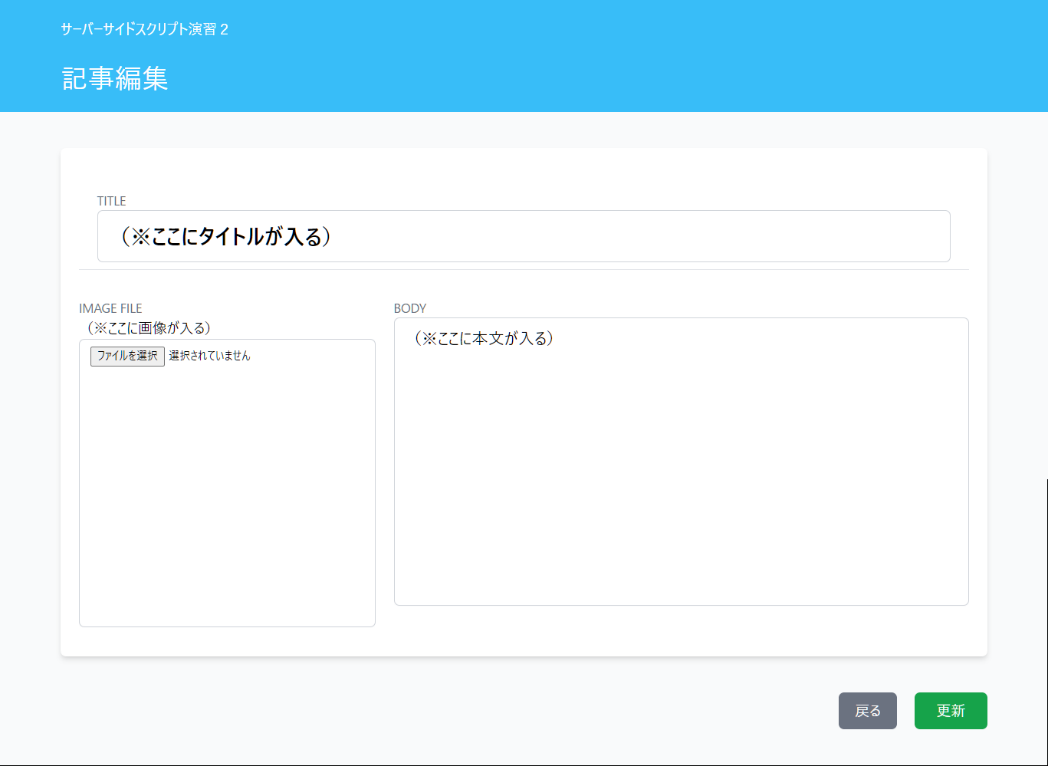 サーバーサイドスクリプト演習２
記事編集
TITLE
（※ここにタイトルが入る）
IMAGE FILE
（※ここに画像が入る）
ファイルを選択 選択されていません
BODY
（※ここに本文が入る）
戻る
更新